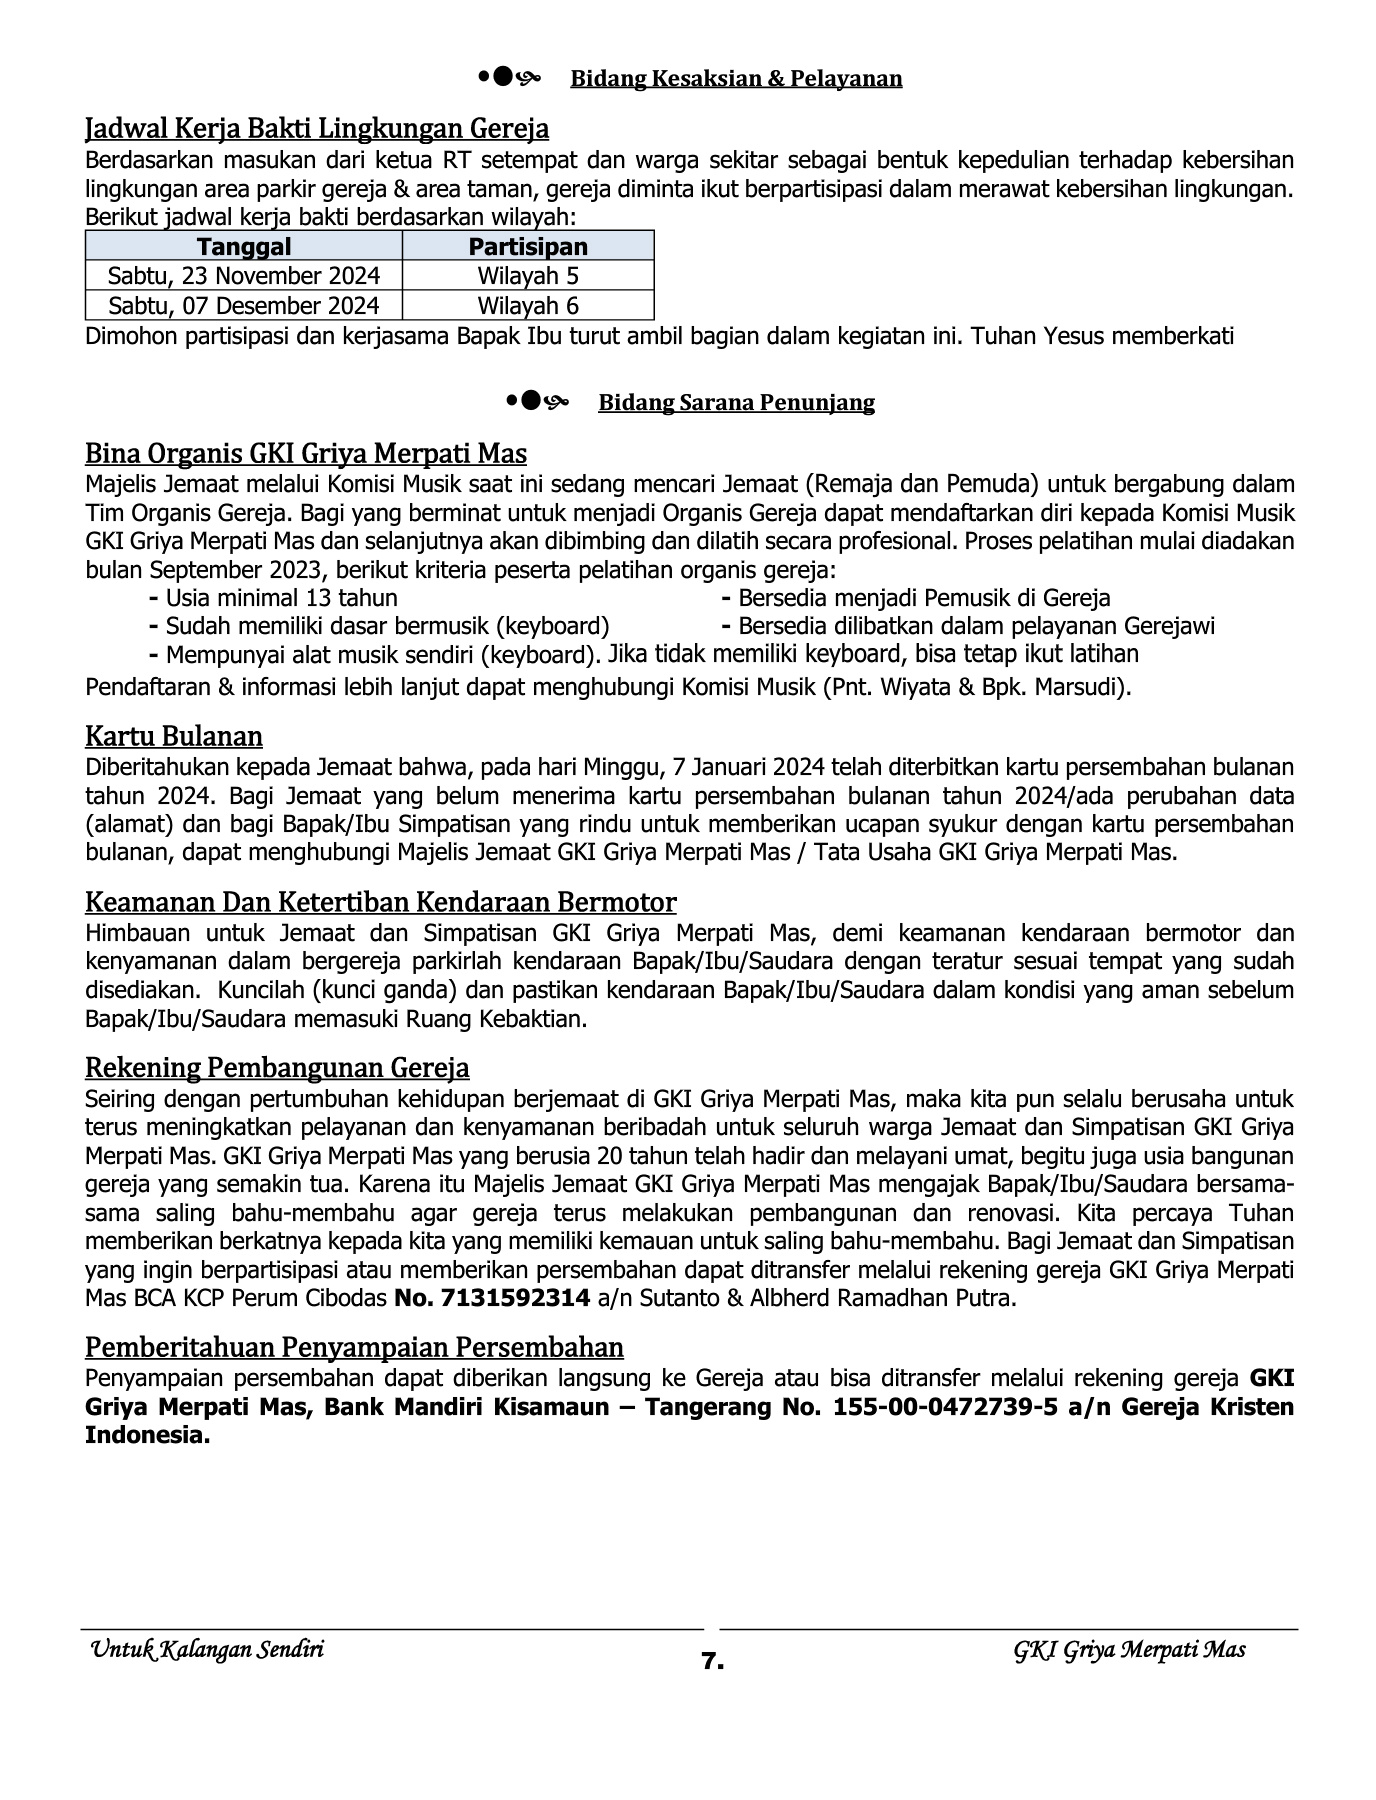 Bidang Kesaksian & Pelayanan
Jadwal Kerja Bakti Lingkungan Gereja
Berdasarkan masukan dari ketua RT setempat dan warga sekitar sebagai bentuk kepedulian terhadap kebersihan
lingkungan area parkir gereja & area taman, gereja diminta ikut berpartisipasi dalam merawat kebersihan lingkungan.
Berikut jadwal kerja bakti berdasarkan wilayah:
Tanggal Partisipan
Sabtu, 23 November 2024 Wilayah 5
Sabtu, 07 Desember 2024 Wilayah 6
Dimohon partisipasi dan kerjasama Bapak Ibu turut ambil bagian dalam kegiatan ini. Tuhan Yesus memberkati
Bidang Sarana Penunjang
Bina Organis GKI Griya Merpati Mas
Majelis Jemaat melalui Komisi Musik saat ini sedang mencari Jemaat (Remaja dan Pemuda) untuk bergabung dalam
Tim Organis Gereja. Bagi yang berminat untuk menjadi Organis Gereja dapat mendaftarkan diri kepada Komisi Musik
GKI Griya Merpati Mas dan selanjutnya akan dibimbing dan dilatih secara profesional. Proses pelatihan mulai diadakan
bulan September 2023, berikut kriteria peserta pelatihan organis gereja:
- Usia minimal 13 tahun - Bersedia menjadi Pemusik di Gereja
- Sudah memiliki dasar bermusik (keyboard) - Bersedia dilibatkan dalam pelayanan Gerejawi
- Mempunyai alat musik sendiri (keyboard). Jika tidak memiliki keyboard, bisa tetap ikut latihan
Pendaftaran & informasi lebih lanjut dapat menghubungi Komisi Musik (Pnt. Wiyata & Bpk. Marsudi).
Kartu Bulanan
Diberitahukan kepada Jemaat bahwa, pada hari Minggu, 7 Januari 2024 telah diterbitkan kartu persembahan bulanan
tahun 2024. Bagi Jemaat yang belum menerima kartu persembahan bulanan tahun 2024/ada perubahan data
(alamat) dan bagi Bapak/Ibu Simpatisan yang rindu untuk memberikan ucapan syukur dengan kartu persembahan
bulanan, dapat menghubungi Majelis Jemaat GKI Griya Merpati Mas / Tata Usaha GKI Griya Merpati Mas.
Keamanan Dan Ketertiban Kendaraan Bermotor
Himbauan untuk Jemaat dan Simpatisan GKI Griya Merpati Mas, demi keamanan kendaraan bermotor dan
kenyamanan dalam bergereja parkirlah kendaraan Bapak/Ibu/Saudara dengan teratur sesuai tempat yang sudah
disediakan. Kuncilah (kunci ganda) dan pastikan kendaraan Bapak/Ibu/Saudara dalam kondisi yang aman sebelum
Bapak/Ibu/Saudara memasuki Ruang Kebaktian.
Rekening Pembangunan Gereja
Seiring dengan pertumbuhan kehidupan berjemaat di GKI Griya Merpati Mas, maka kita pun selalu berusaha untuk
terus meningkatkan pelayanan dan kenyamanan beribadah untuk seluruh warga Jemaat dan Simpatisan GKI Griya
Merpati Mas. GKI Griya Merpati Mas yang berusia 20 tahun telah hadir dan melayani umat, begitu juga usia bangunan
gereja yang semakin tua. Karena itu Majelis Jemaat GKI Griya Merpati Mas mengajak Bapak/Ibu/Saudara bersama-
sama saling bahu-membahu agar gereja terus melakukan pembangunan dan renovasi. Kita percaya Tuhan
memberikan berkatnya kepada kita yang memiliki kemauan untuk saling bahu-membahu. Bagi Jemaat dan Simpatisan
yang ingin berpartisipasi atau memberikan persembahan dapat ditransfer melalui rekening gereja GKI Griya Merpati
Mas BCA KCP Perum Cibodas No. 7131592314 a/n Sutanto & Albherd Ramadhan Putra.
Pemberitahuan Penyampaian Persembahan
Penyampaian persembahan dapat diberikan langsung ke Gereja atau bisa ditransfer melalui rekening gereja GKI
Griya Merpati Mas, Bank Mandiri Kisamaun – Tangerang No. 155-00-0472739-5 a/n Gereja Kristen
Indonesia.
Untuk Kalangan Sendiri
7.
GKI Griya Merpati Mas